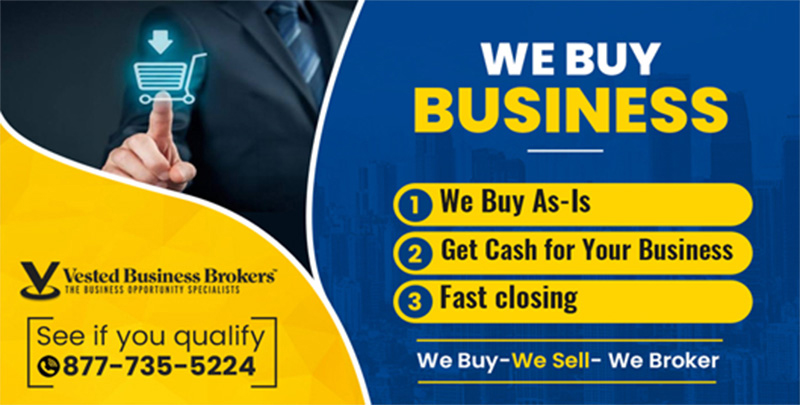 WE BUY
BUSINESS
1 We Buy As-Is
2 Get Cash for Your Business
3 Fast closing
We Buy-We Sell- We Broker
Vested Business Brokers™
THE BUSINESS OPPORTUNITY SPECIALISTS
See if you qualify
877-735-5224